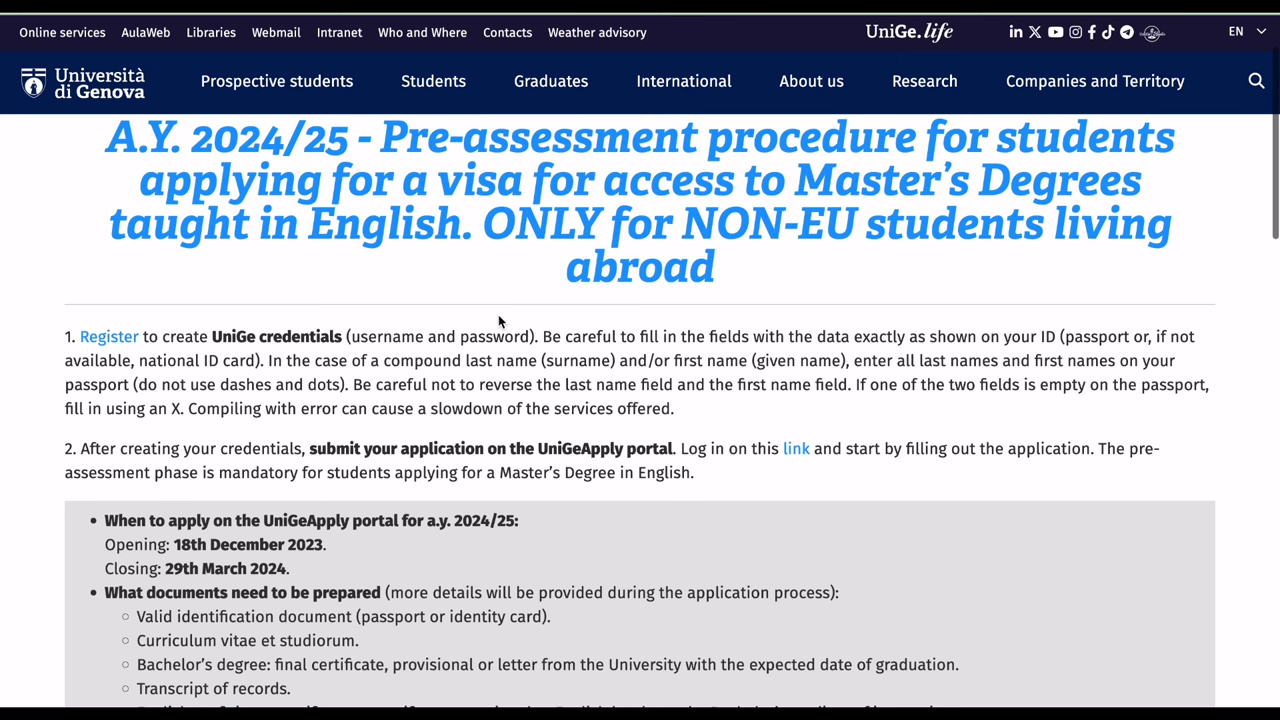 Online services AulaWeb Libraries Webmail Intranet Who and Where Contacts Weather advisory UniGe.life EN
Università
di Genova
Prospective students Students Graduates International About us Research Companies and Territory
A.Y. 2024/25 - Pre-assessment procedure for students
applying for a visa for access to Master’s Degrees
taught in English. ONLY for NON-EU students living
abroad
1. Register to create UniGe credentials (username and password). Be careful to fill in the fields with the data exactly as shown on your ID (passport or, if not
available, national ID card). In the case of a compound last name (surname) and/or first name (given name), enter all last names and first names on your
passport (do not use dashes and dots). Be careful not to reverse the last name field and the first name field. If one of the two fields is empty on the passport,
fill in using an X. Compiling with error can cause a slowdown of the services offered.
2. After creating your credentials, submit your application on the UniGeApply portal. Log in on this link and start by filling out the application. The pre-
assessment phase is mandatory for students applying for a Master’s Degree in English.
• When to apply on the UniGeApply portal for a.y. 2024/25:
Opening: 18th December 2023.
Closing: 29th March 2024.
• What documents need to be prepared (more details will be provided during the application process):
○ Valid identification document (passport or identity card).
○ Curriculum vitae et studiorum.
○ Bachelor’s degree: final certificate, provisional or letter from the University with the expected date of graduation.
○ Transcript of records.